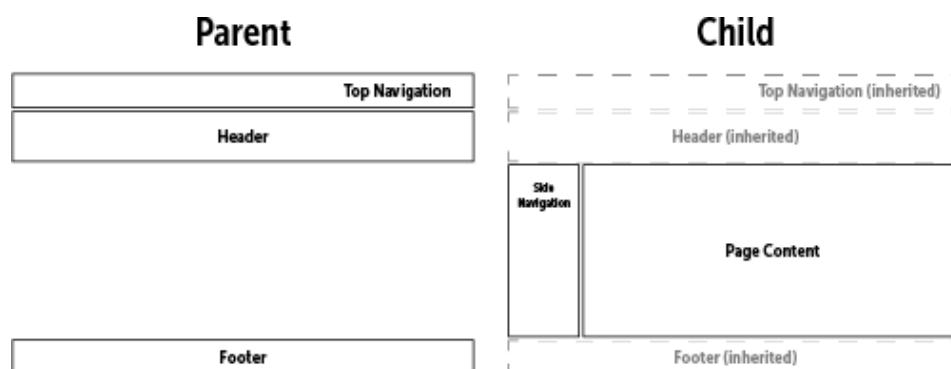 Parent
Child
Top Navigation
Header
Footer
Top Navigation (inherited)
Header (inherited)
Side
Navigation
Page Content
Footer (inherited)